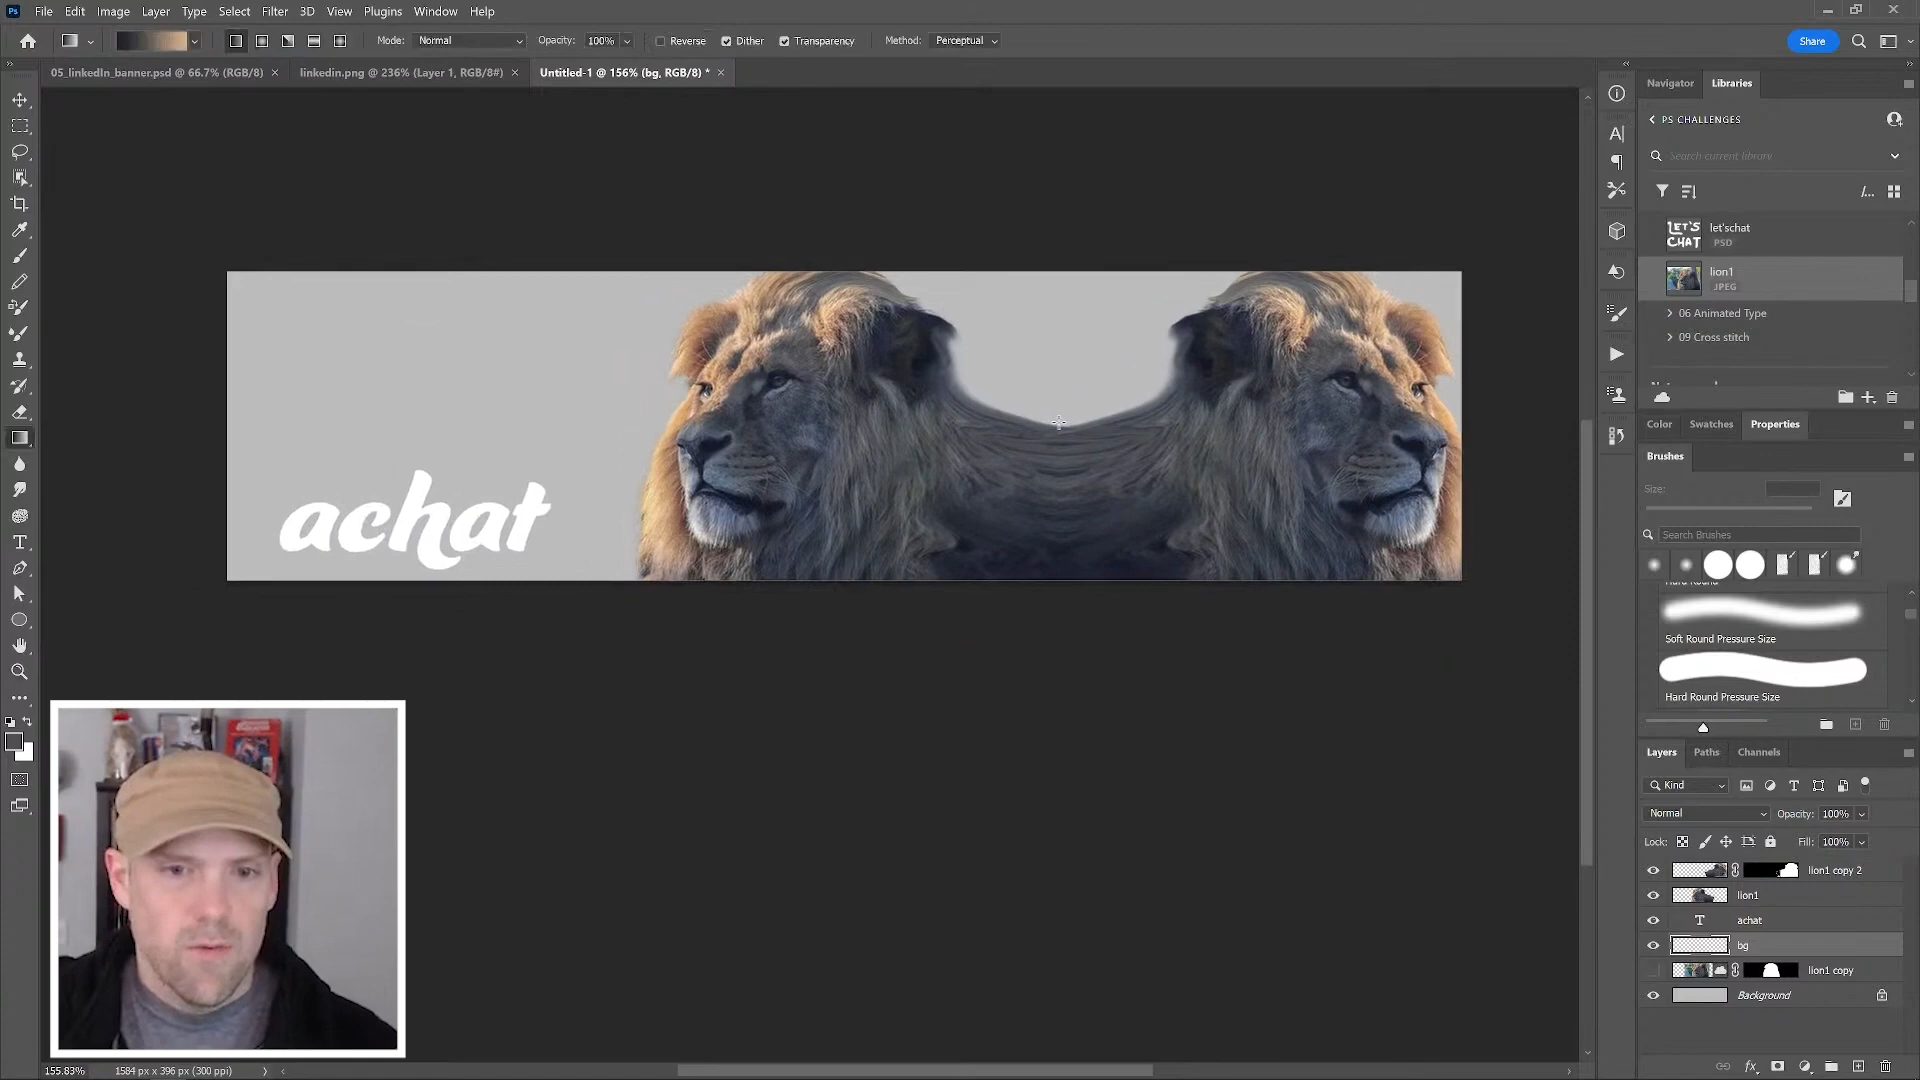 Ps File Edit Image Layer Type Select Filter 3D View Plugins Window Help
Mode: Normal Opacity: 100% Reverse Dither Transparency Method: Perceptual Share
05_linkedIn_banner.psd @ 66.7% (RGB/8) × linkedin.png @ 236% (Layer 1, RGB/8#) × Untitled-1 @ 156% (bg, RGB/8) * ×
Navigator Libraries
PS CHALLENGES
Search current library
LET'S CHAT
let'schat
PSD
lion1
JPEG
06 Animated Type
09 Cross stitch
Color Swatches Properties
Brushes
Size:
Search Brushes
Soft Round Pressure Size
Hard Round Pressure Size
achat
Layers Paths Channels
Kind
Normal Opacity: 100%
Lock: Fill: 100%
lion1 copy 2
lion1
achat
bg
lion1 copy
Background
155.83% 1584 px x 396 px (300 ppi)